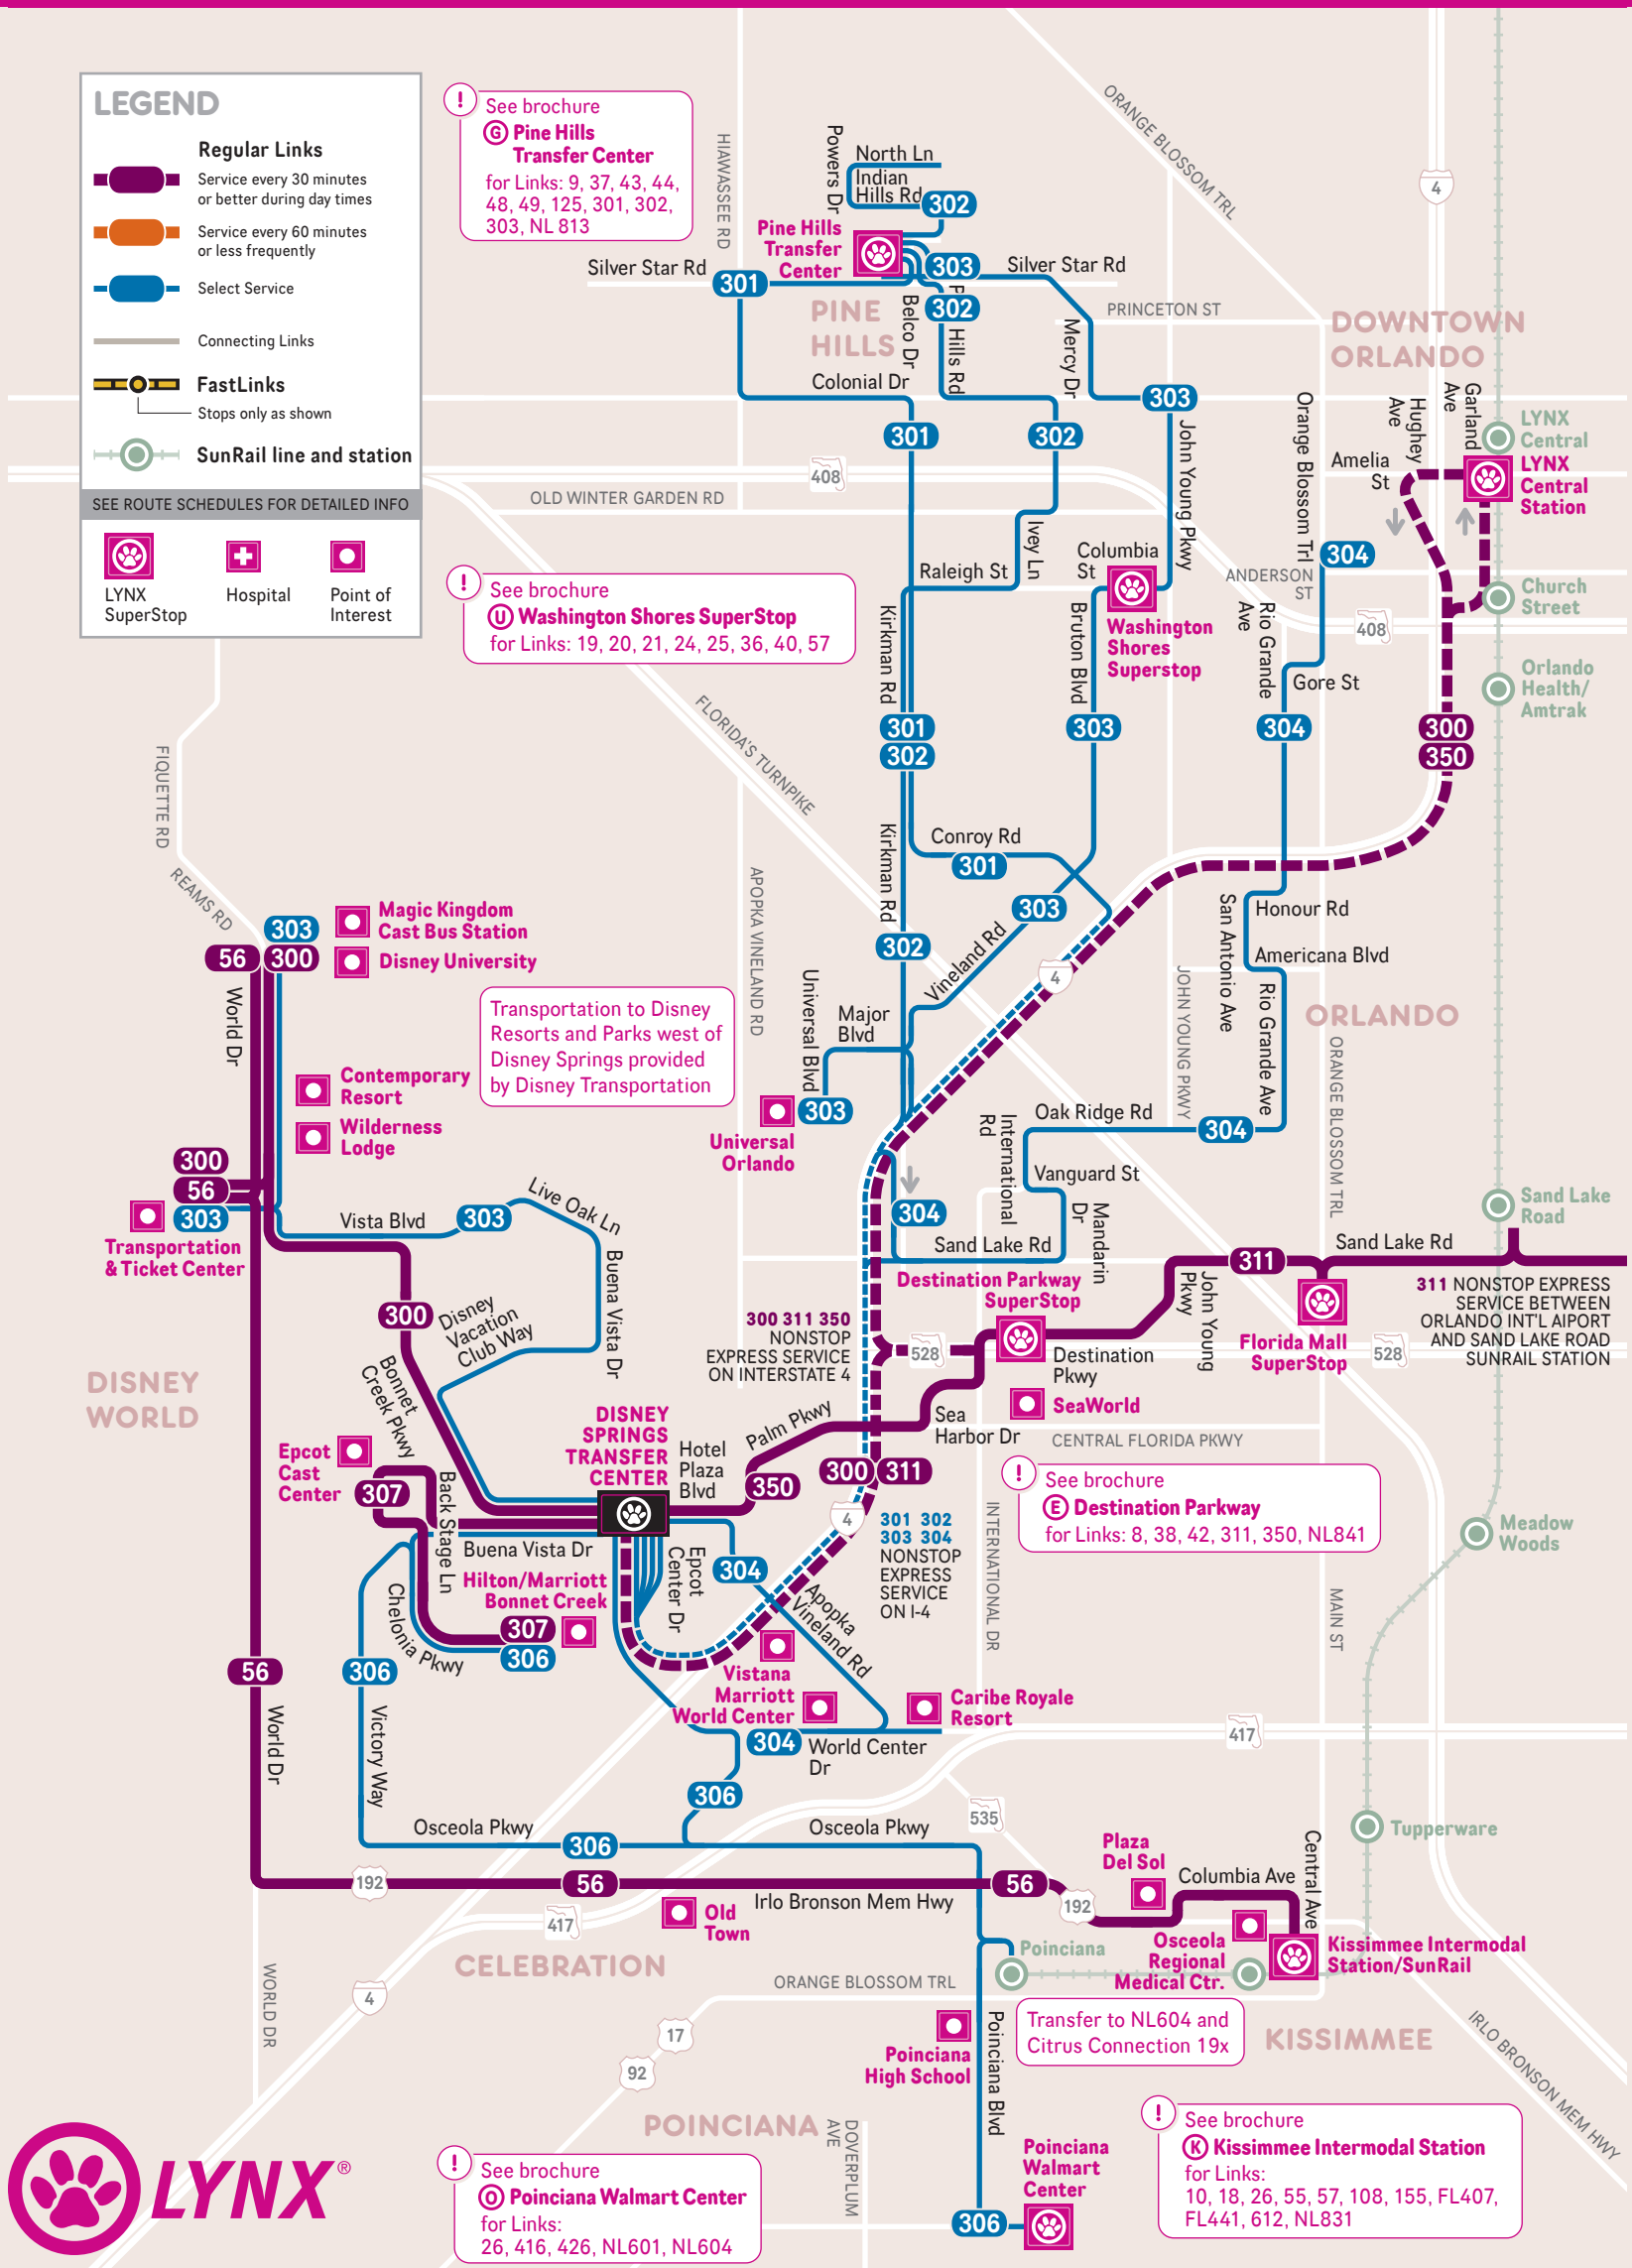 LEGEND
Regular Links
Service every 30 minutes
or better during day times
Service every 60 minutes
or less frequently
Select Service
Connecting Links
FastLinks
Stops only as shown
SunRail line and station
SEE ROUTE SCHEDULES FOR DETAILED INFO
LYNX
SuperStop
Hospital
Point of
Interest
!
See brochure
G Pine Hills
Transfer Center
for Links: 9, 37, 43, 44,
48, 49, 125, 301, 302,
303, NL 813
HIAWASSEE RD
Powers Dr
North Ln
Indian
Hills Rd
302
Pine Hills
Transfer
Center
303
Silver Star Rd
301
Silver Star Rd
302
Belco Dr
Hills Rd
PINE
HILLS
Mercy Dr
PRINCETON ST
ORANGE BLOSSOM TRL
4
DOWNTOWN
ORLANDO
Colonial Dr
303
301
302
John Young Pkwy
Orange Blossom Trl
Hughey
Ave
Garland
Ave
LYNX
Central
Amelia
St
LYNX
Central
Station
408
OLD WINTER GARDEN RD
Ivey Ln
Raleigh St
Columbia
St
304
ANDERSON
ST
Church
Street
408
!
See brochure
U Washington Shores SuperStop
for Links: 19, 20, 21, 24, 25, 36, 40, 57
Kirkman Rd
Bruton Blvd
Washington
Shores
Superstop
Rio Grande
Ave
Gore St
Orlando
Health/
Amtrak
FLORIDA'S TURNPIKE
301
302
303
304
300
350
FIQUETTE RD
REAMS RD
APOPKA VINELAND RD
Kirkman Rd
Conroy Rd
301
303
302
Vineland Rd
4
San Antonio Ave
Honour Rd
Americana Blvd
JOHN YOUNG PKWY
Rio Grande Ave
ORLANDO
ORANGE BLOSSOM TRL
303
Magic Kingdom
Cast Bus Station
56
300
Disney University
World Dr
Transportation to Disney
Resorts and Parks west of
Disney Springs provided
by Disney Transportation
Contemporary
Resort
Wilderness
Lodge
Universal Blvd
Major
Blvd
303
Universal
Orlando
International
Rd
Oak Ridge Rd
304
Vanguard St
Mandarin
Dr
International Dr
304
Sand Lake Rd
300
56
303
Transportation
& Ticket Center
Vista Blvd
303
Live Oak Ln
Buena Vista Dr
Sand Lake
Road
Sand Lake Rd
311
John Young
Pkwy
Destination Parkway
SuperStop
Destination
Pkwy
Florida Mall
SuperStop
311 NONSTOP EXPRESS
SERVICE BETWEEN
ORLANDO INT'L AIPORT
AND SAND LAKE ROAD
SUNRAIL STATION
528
528
300
Disney
Vacation
Club Way
300 311 350
NONSTOP
EXPRESS SERVICE
ON INTERSTATE 4
Bonnet
Creek Pkwy
DISNEY
WORLD
SeaWorld
Sea
Harbor Dr
CENTRAL FLORIDA PKWY
Palm Pkwy
DISNEY
SPRINGS
TRANSFER
CENTER
Hotel
Plaza
Blvd
350
300
311
Epcot
Cast
Center
307
Back Stage Ln
!
See brochure
E Destination Parkway
for Links: 8, 38, 42, 311, 350, NL841
4
301 302
303 304
NONSTOP
EXPRESS
SERVICE
ON I-4
INTERNATIONAL DR
MAIN ST
Meadow
Woods
Buena Vista Dr
Epcot
Center Dr
304
Apopka
Vineland Rd
Hilton/Marriott
Bonnet Creek
307
306
Chelonia Pkwy
Vistana
Marriott
World Center
Caribe Royale
Resort
56
306
Victory Way
World Dr
304
World Center
Dr
417
306
535
Osceola Pkwy
306
Osceola Pkwy
Tupperware
Plaza
Del Sol
Columbia Ave
Central Ave
192
56
56
192
Irlo Bronson Mem Hwy
417
Old
Town
CELEBRATION
Poinciana
Osceola
Regional
Medical Ctr.
Kissimmee Intermodal
Station/SunRail
WORLD DR
4
ORANGE BLOSSOM TRL
17
92
Poinciana
High School
Poinciana Blvd
Transfer to NL604 and
Citrus Connection 19x
KISSIMMEE
IRLO BRONSON MEM HWY
POINCIANA
DOVERPLUM
AVE
Poinciana
Walmart
Center
306
!
See brochure
K Kissimmee Intermodal Station
for Links:
10, 18, 26, 55, 57, 108, 155, FL407,
FL441, 612, NL831
!
See brochure
O Poinciana Walmart Center
for Links:
26, 416, 426, NL601, NL604
LYNX®